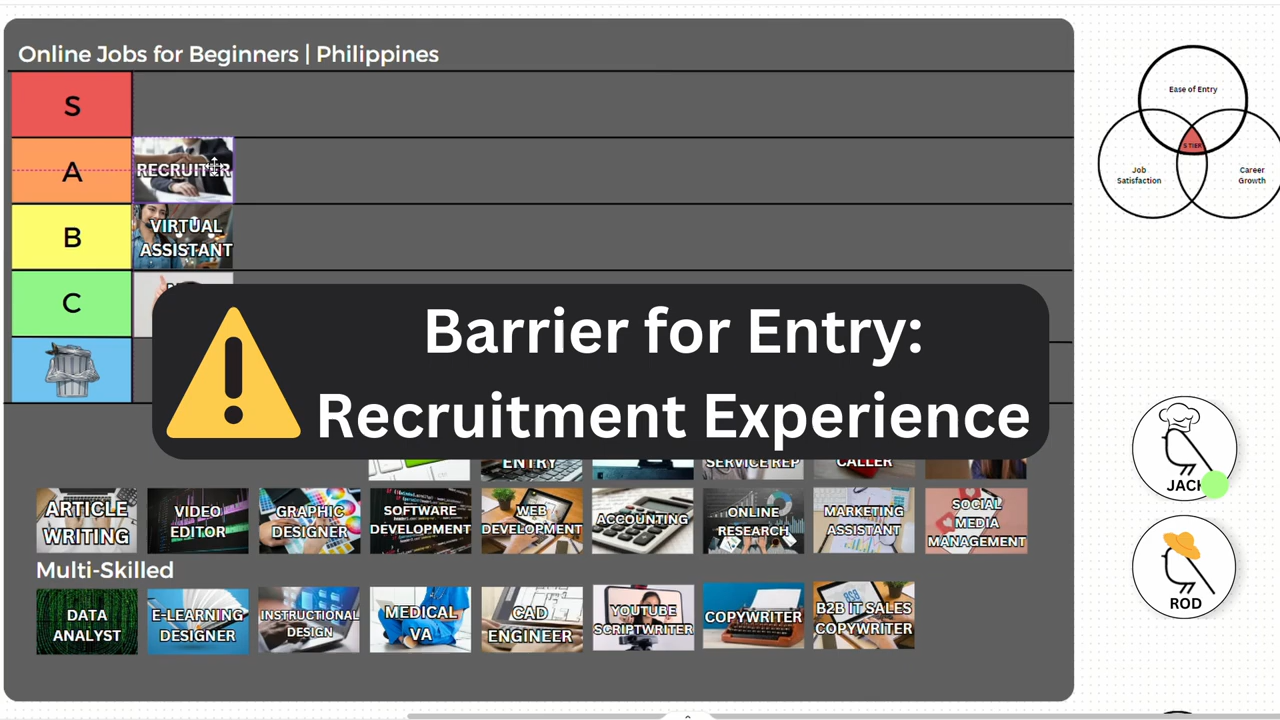 Online Jobs for Beginners | Philippines
S
A
RECRUITER
B
VIRTUAL
ASSISTANT
C
Barrier for Entry:
Recruitment Experience
ENTRY
SERVICE REP
CALLER
ARTICLE
WRITING
VIDEO
EDITOR
GRAPHIC
DESIGNER
SOFTWARE
DEVELOPMENT
WEB
DEVELOPMENT
ACCOUNTING
ONLINE
RESEARCH
MARKETING
ASSISTANT
SOCIAL
MEDIA
MANAGEMENT
Multi-Skilled
DATA
ANALYST
E-LEARNING
DESIGNER
INSTRUCTIONAL
DESIGN
MEDICAL
VA
CAD
ENGINEER
YOUTUBE
SCRIPTWRITER
COPYWRITER
B2B IT SALES
COPYWRITER
Ease of Entry
S TIER
Job
Satisfaction
Career
Growth
JACK
ROD